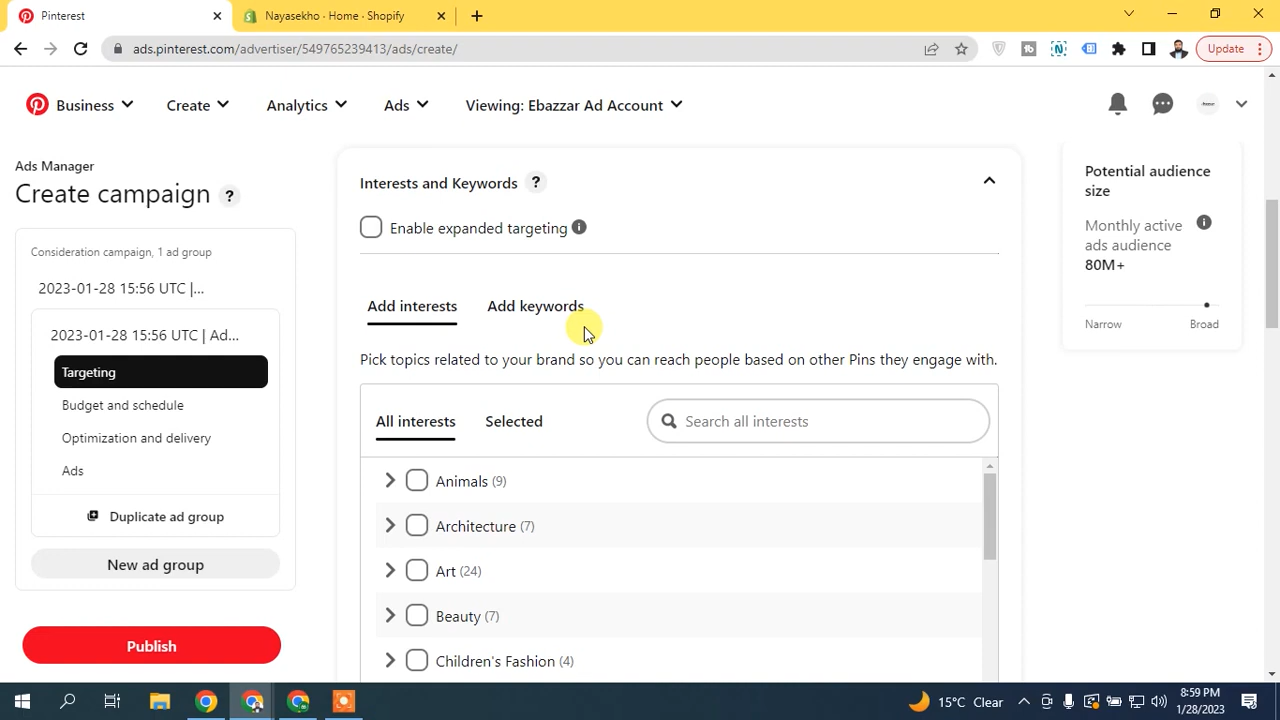 Pinterest
Nayasekho · Home · Shopify
ads.pinterest.com/advertiser/549765239413/ads/create/
Update
Business
Create
Analytics
Ads
Viewing: Ebazzar Ad Account
Ads Manager
Create campaign ?
Consideration campaign, 1 ad group
2023-01-28 15:56 UTC |...
2023-01-28 15:56 UTC | Ad...
Targeting
Budget and schedule
Optimization and delivery
Ads
Duplicate ad group
New ad group
Publish
Interests and Keywords ?
Enable expanded targeting
Add interests
Add keywords
Pick topics related to your brand so you can reach people based on other Pins they engage with.
All interests
Selected
Search all interests
Animals (9)
Architecture (7)
Art (24)
Beauty (7)
Children's Fashion (4)
Potential audience
size
Monthly active
ads audience
80M+
Narrow
Broad
15°C Clear
8:59 PM
1/28/2023